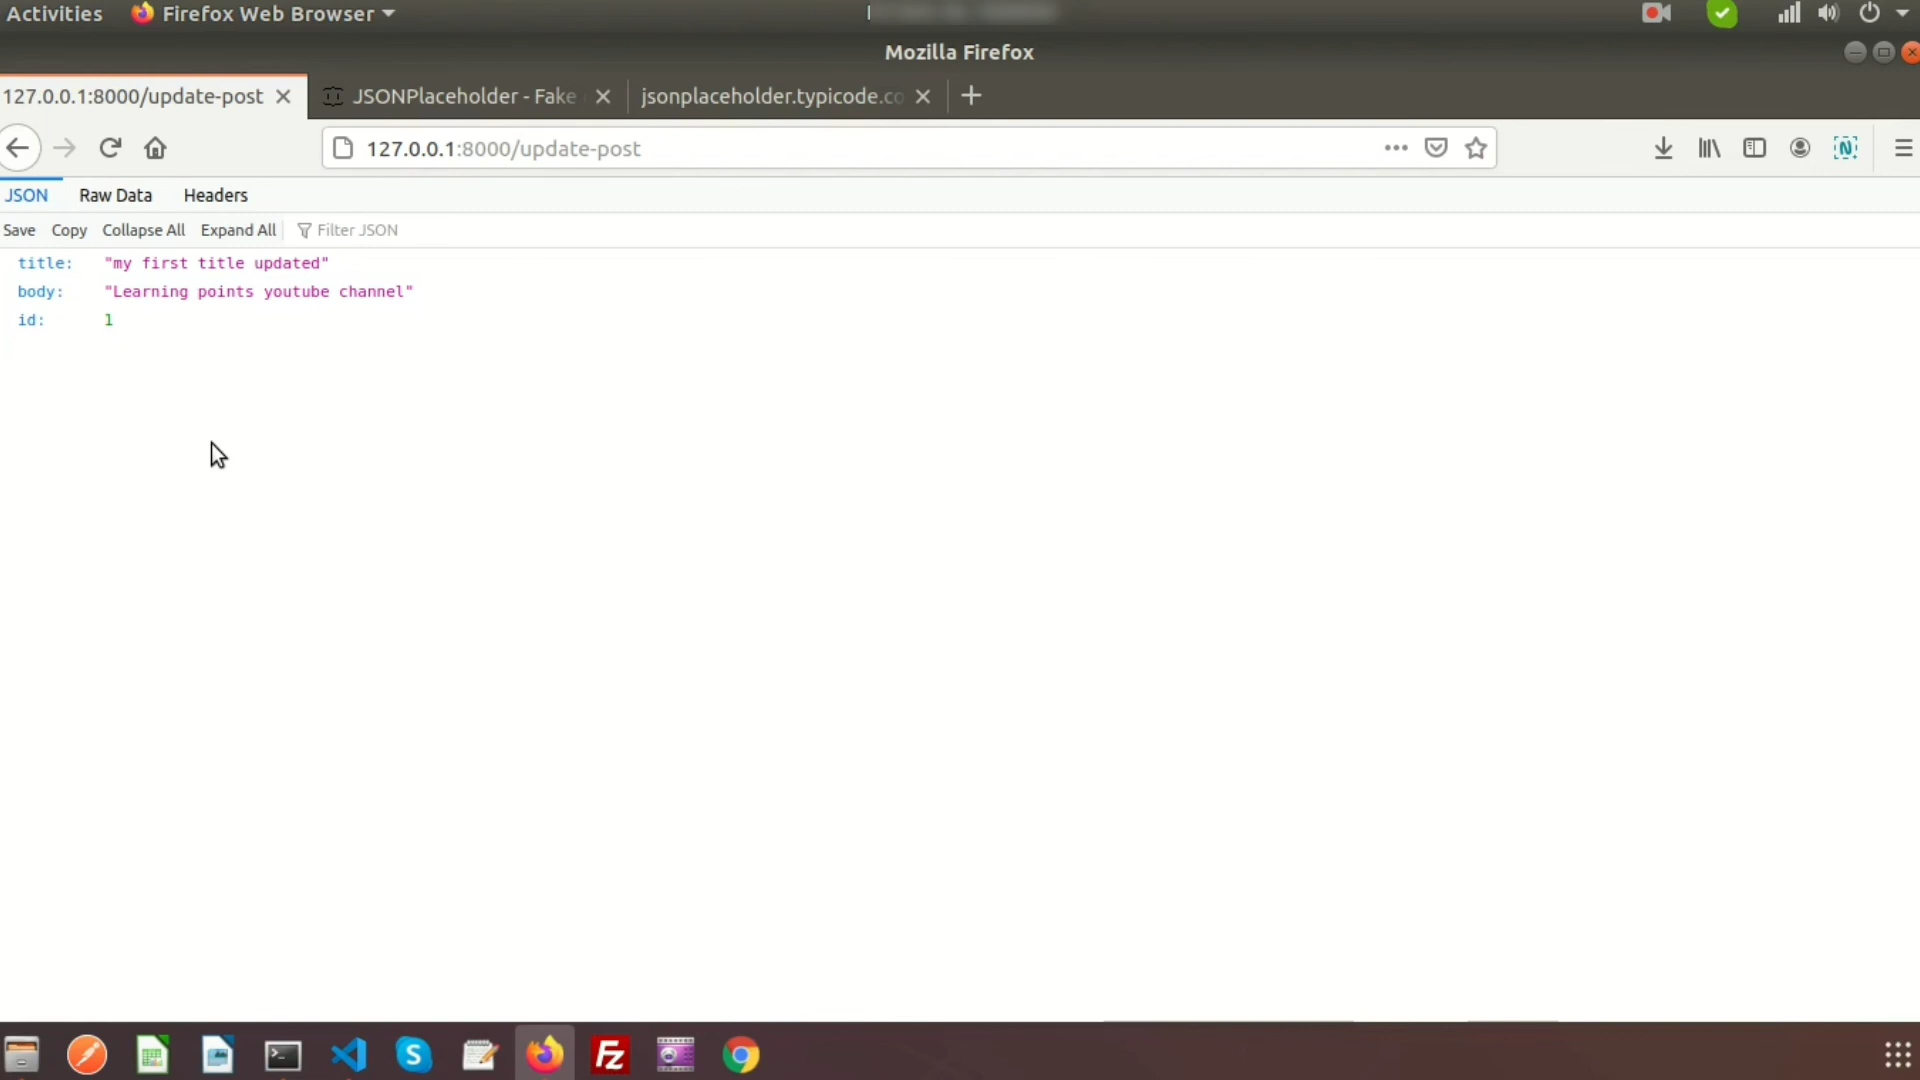 Activities Firefox Web Browser
Mozilla Firefox
127.0.0.1:8000/update-post JSONPlaceholder - Fake jsonplaceholder.typicode.co
127.0.0.1:8000/update-post
JSON Raw Data Headers
Save Copy Collapse All Expand All Filter JSON
title: "my first title updated"
body: "Learning points youtube channel"
id: 1